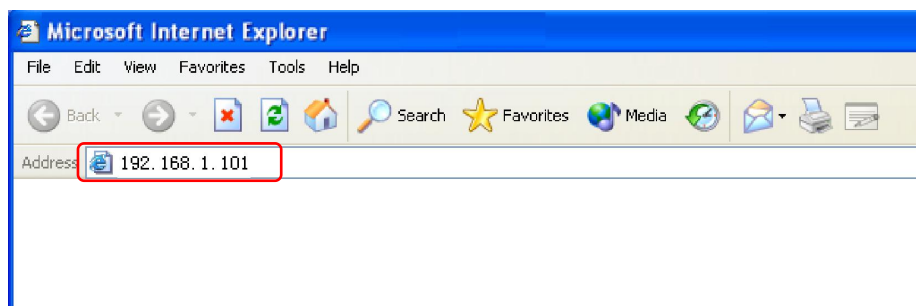 Microsoft Internet Explorer
File Edit View Favorites Tools Help
Back Search Favorites Media
Address 192.168.1.101